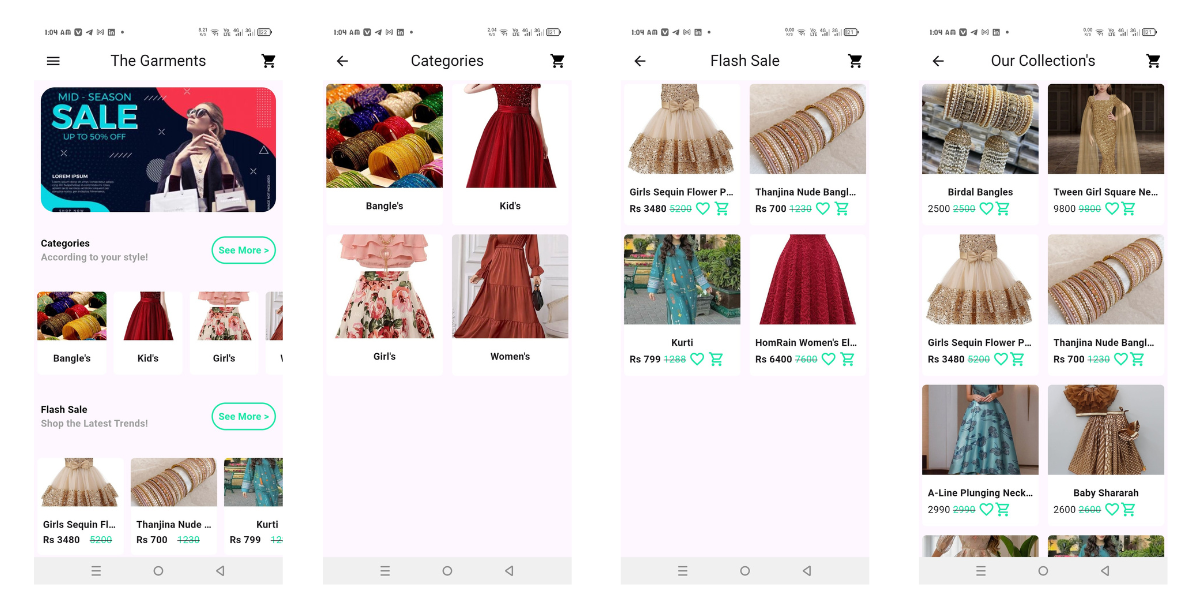 1:04 AM
The Garments
MID - SEASON
SALE
UP TO 50% OFF
LOREM IPSUM
Categories
According to your style!
See More >
Bangle's
Kid's
Girl's
Flash Sale
Shop the Latest Trends!
See More >
Girls Sequin Fl...
Rs 3480 5200
Thanjina Nude ...
Rs 700 1230
Kurti
Rs 799 12
1:04 AM
Categories
Bangle's
Kid's
Girl's
Women's
1:04 AM
Flash Sale
Girls Sequin Flower P...
Rs 3480 5200
Thanjina Nude Bangl...
Rs 700 1230
Kurti
Rs 799 1288
HomRain Women's El...
Rs 6400 7600
1:04 AM
Our Collection's
Birdal Bangles
2500 2500
Tween Girl Square Ne...
9800 9800
Girls Sequin Flower P...
Rs 3480 5200
Thanjina Nude Bangl...
Rs 700 1230
A-Line Plunging Neck...
2990 2990
Baby Shararah
2600 2600